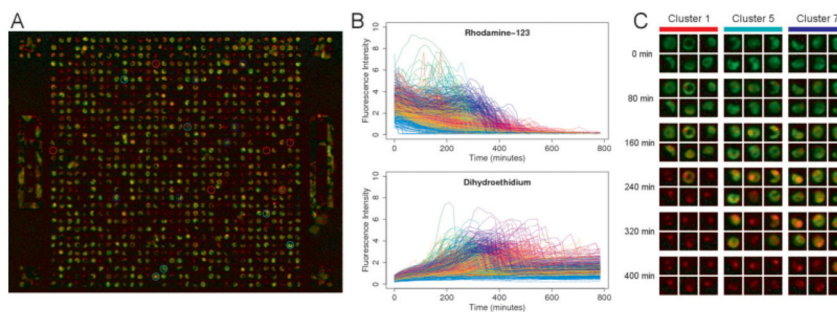 A
B
Rhodamine-123
Fluorescence Intensity
10
8
6
4
2
0
0 200 400 600 800
Time (minutes)
Dihydroethidium
Fluorescence Intensity
10
8
6
4
2
0
0 200 400 600 800
Time (minutes)
C
Cluster 1 Cluster 5 Cluster 7
0 min
80 min
160 min
240 min
320 min
400 min